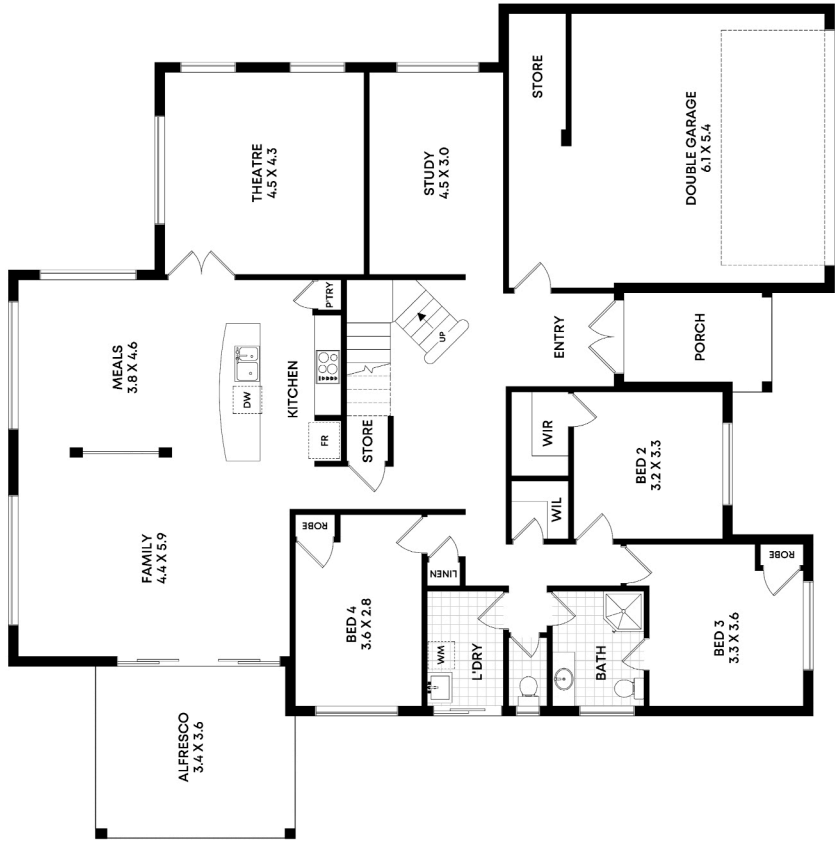 STORE
DOUBLE GARAGE
6.1 X 5.4
THEATRE
4.5 X 4.3
STUDY
4.5 X 3.0
P'TRY
UP
ENTRY
PORCH
MEALS
3.8 X 4.6
DW
KITCHEN
FR
STORE
WIR
BED 2
3.2 X 3.3
WIL
ROBE
FAMILY
4.4 X 5.9
LINEN
ROBE
BED 4
3.6 X 2.8
WM
L'DRY
BATH
BED 3
3.3 X 3.6
ALFRESCO
3.4 X 3.6